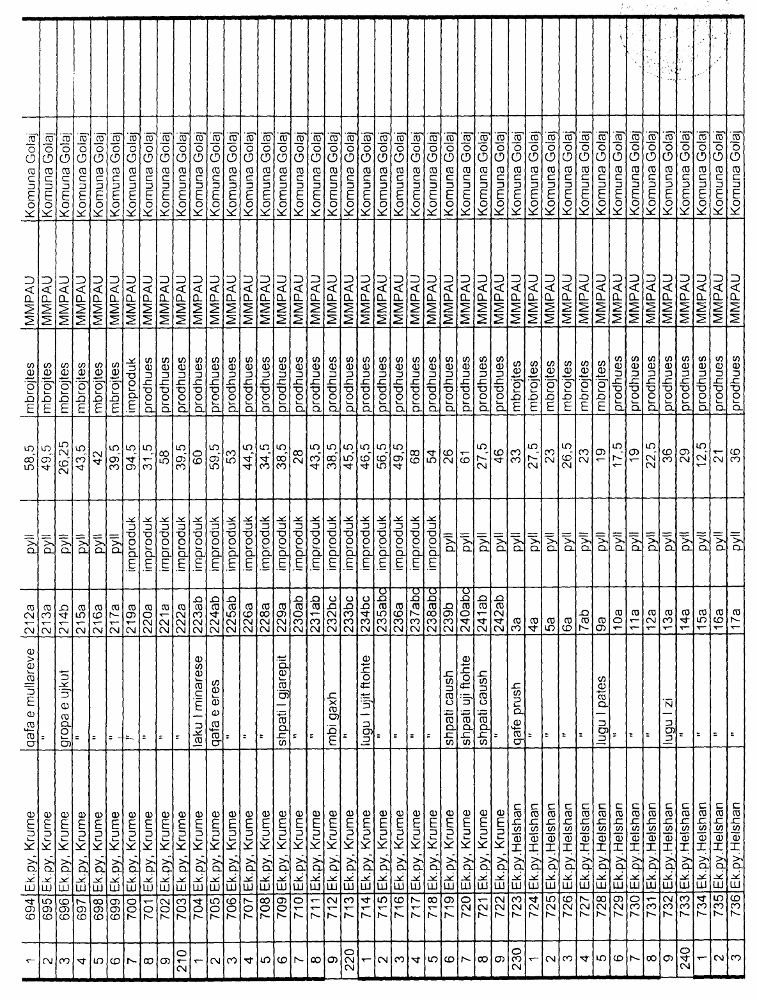 1 694 Ek.py, Krume qafa e mullareve 212a pyll 58,5 mbrojtes MMPAU Komuna Golaj
2 695 Ek.py, Krume " 213a pyll 49,5 mbrojtes MMPAU Komuna Golaj
3 696 Ek.py, Krume gropa e ujkut 214b pyll 26,25 mbrojtes MMPAU Komuna Golaj
4 697 Ek.py, Krume " 215a pyll 43,5 mbrojtes MMPAU Komuna Golaj
5 698 Ek.py, Krume " 216a pyll 42 mbrojtes MMPAU Komuna Golaj
6 699 Ek.py, Krume " 217a pyll 39,5 mbrojtes MMPAU Komuna Golaj
7 700 Ek.py, Krume " 219a improduk 94,5 improduk MMPAU Komuna Golaj
8 701 Ek.py, Krume " 220a improduk 31,5 prodhues MMPAU Komuna Golaj
9 702 Ek.py, Krume " 221a improduk 58 prodhues MMPAU Komuna Golaj
210 703 Ek.py, Krume " 222a improduk 39,5 prodhues MMPAU Komuna Golaj
1 704 Ek.py, Krume laku I minarese 223ab improduk 60 prodhues MMPAU Komuna Golaj
2 705 Ek.py, Krume qafa e eres 224ab improduk 59,5 prodhues MMPAU Komuna Golaj
3 706 Ek.py, Krume " 225ab improduk 53 prodhues MMPAU Komuna Golaj
4 707 Ek.py, Krume " 226a improduk 44,5 prodhues MMPAU Komuna Golaj
5 708 Ek.py, Krume " 228a improduk 34,5 prodhues MMPAU Komuna Golaj
6 709 Ek.py, Krume shpati I gjarepit 229a improduk 38,5 prodhues MMPAU Komuna Golaj
7 710 Ek.py, Krume " 230ab improduk 28 prodhues MMPAU Komuna Golaj
8 711 Ek.py, Krume " 231ab improduk 43,5 prodhues MMPAU Komuna Golaj
9 712 Ek.py, Krume mbi gaxh 232bc improduk 38,5 prodhues MMPAU Komuna Golaj
220 713 Ek.py, Krume " 233bc improduk 45,5 prodhues MMPAU Komuna Golaj
1 714 Ek.py, Krume lugu I ujit ftohte 234bc improduk 46,5 prodhues MMPAU Komuna Golaj
2 715 Ek.py, Krume " 235abc improduk 56,5 prodhues MMPAU Komuna Golaj
3 716 Ek.py, Krume " 236a improduk 49,5 prodhues MMPAU Komuna Golaj
4 717 Ek.py, Krume " 237abc improduk 68 prodhues MMPAU Komuna Golaj
5 718 Ek.py, Krume " 238abc improduk 54 prodhues MMPAU Komuna Golaj
6 719 Ek.py, Krume shpati caush 239b pyll 26 prodhues MMPAU Komuna Golaj
7 720 Ek.py, Krume shpati uji ftohte 240abc pyll 61 prodhues MMPAU Komuna Golaj
8 721 Ek.py, Krume shpati caush 241ab pyll 27,5 prodhues MMPAU Komuna Golaj
9 722 Ek.py, Krume " 242ab pyll 46 prodhues MMPAU Komuna Golaj
230 723 Ek.py.Helshan qafe prush 3a pyll 33 mbrojtes MMPAU Komuna Golaj
1 724 Ek.py.Helshan " 4a pyll 27,5 mbrojtes MMPAU Komuna Golaj
2 725 Ek.py.Helshan " 5a pyll 23 mbrojtes MMPAU Komuna Golaj
3 726 Ek.py.Helshan " 6a pyll 26,5 mbrojtes MMPAU Komuna Golaj
4 727 Ek.py.Helshan " 7ab pyll 23 mbrojtes MMPAU Komuna Golaj
5 728 Ek.py.Helshan lugu I pates 9a pyll 19 mbrojtes MMPAU Komuna Golaj
6 729 Ek.py.Helshan " 10a pyll 17,5 prodhues MMPAU Komuna Golaj
7 730 Ek.py.Helshan " 11a pyll 19 prodhues MMPAU Komuna Golaj
8 731 Ek.py.Helshan " 12a pyll 22,5 prodhues MMPAU Komuna Golaj
9 732 Ek.py.Helshan lugu I zi 13a pyll 36 prodhues MMPAU Komuna Golaj
240 733 Ek.py.Helshan " 14a pyll 29 prodhues MMPAU Komuna Golaj
1 734 Ek.py.Helshan " 15a pyll 12,5 prodhues MMPAU Komuna Golaj
2 735 Ek.py.Helshan " 16a pyll 21 prodhues MMPAU Komuna Golaj
3 736 Ek.py.Helshan " 17a pyll 36 prodhues MMPAU Komuna Golaj